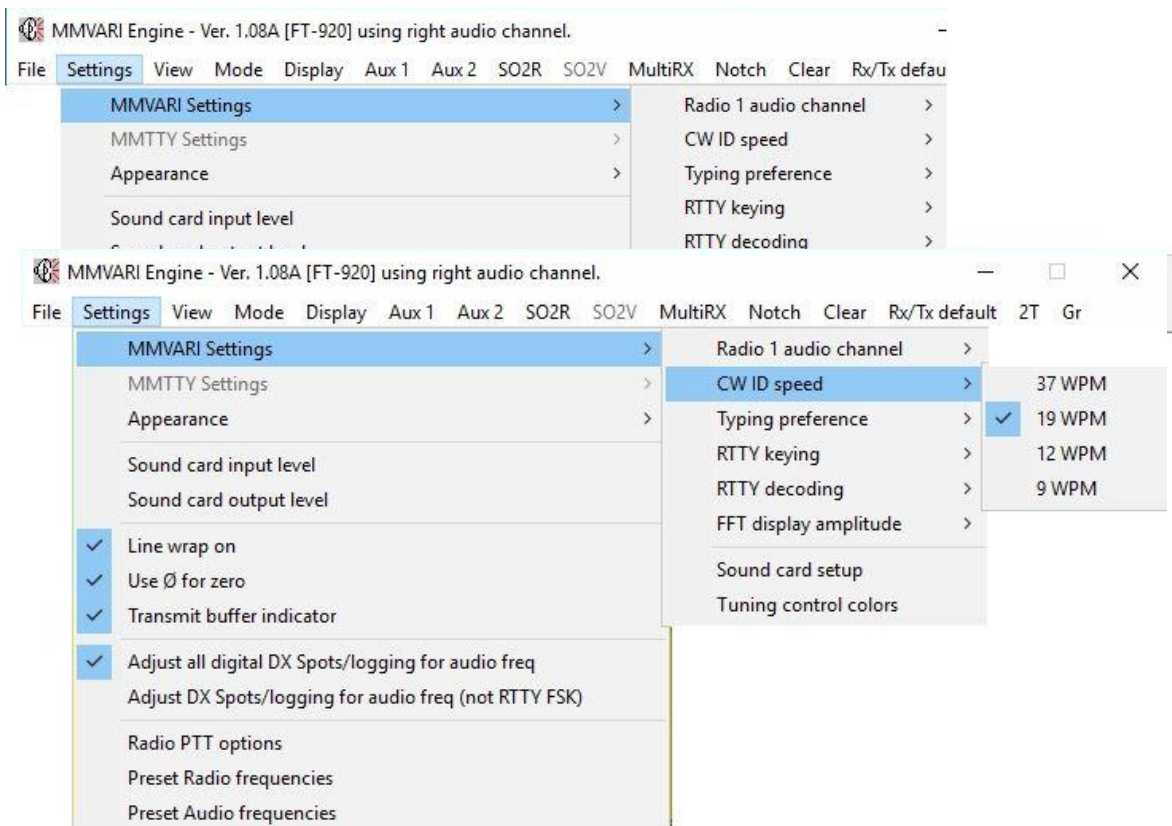 MMVARI Engine - Ver. 1.08A [FT-920] using right audio channel.
File Settings View Mode Display Aux 1 Aux 2 SO2R SO2V MultiRX Notch Clear Rx/Tx defau
MMVARI Settings > Radio 1 audio channel >
MMTTY Settings > CW ID speed >
Appearance > Typing preference >
RTTY keying >
Sound card input level
RTTY decoding >
MMVARI Engine - Ver. 1.08A [FT-920] using right audio channel.
File Settings View Mode Display Aux 1 Aux 2 SO2R SO2V MultiRX Notch Clear Rx/Tx default 2T Gr
MMVARI Settings > Radio 1 audio channel >
MMTTY Settings > CW ID speed > 37 WPM
Appearance > Typing preference > ✓ 19 WPM
RTTY keying > 12 WPM
Sound card input level
RTTY decoding > 9 WPM
Sound card output level
FFT display amplitude >
✓ Line wrap on
Sound card setup
✓ Use Ø for zero
Tuning control colors
✓ Transmit buffer indicator
✓ Adjust all digital DX Spots/logging for audio freq
Adjust DX Spots/logging for audio freq (not RTTY FSK)
Radio PTT options
Preset Radio frequencies
Preset Audio frequencies